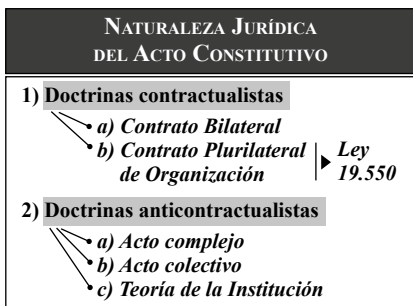 NATURALEZA JURÍDICA
DEL ACTO CONSTITUTIVO
1) Doctrinas contractualistas
a) Contrato Bilateral
b) Contrato Plurilateral
de Organización
Ley
19.550
2) Doctrinas anticontractualistas
a) Acto complejo
b) Acto colectivo
c) Teoría de la Institución